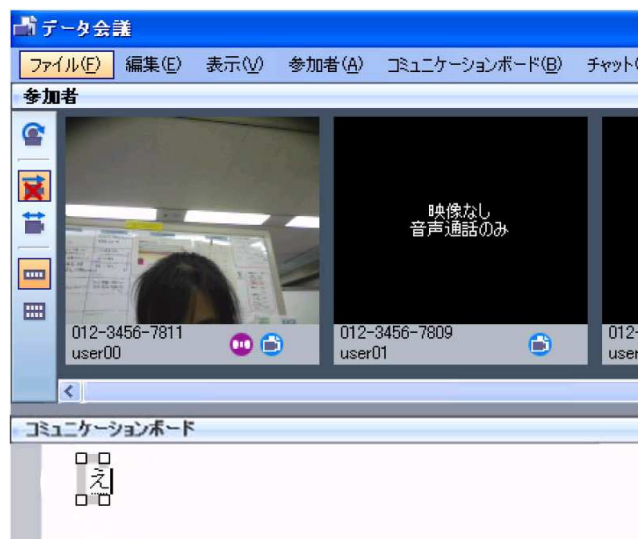 データ会議
ファイル(F) 編集(E) 表示(V) 参加者(A) コミュニケーションボード(B) チャット(
参加者
映像なし
音声通話のみ
012-3456-7811
user00
012-3456-7809
user01
012-
user
コミュニケーションボード
え